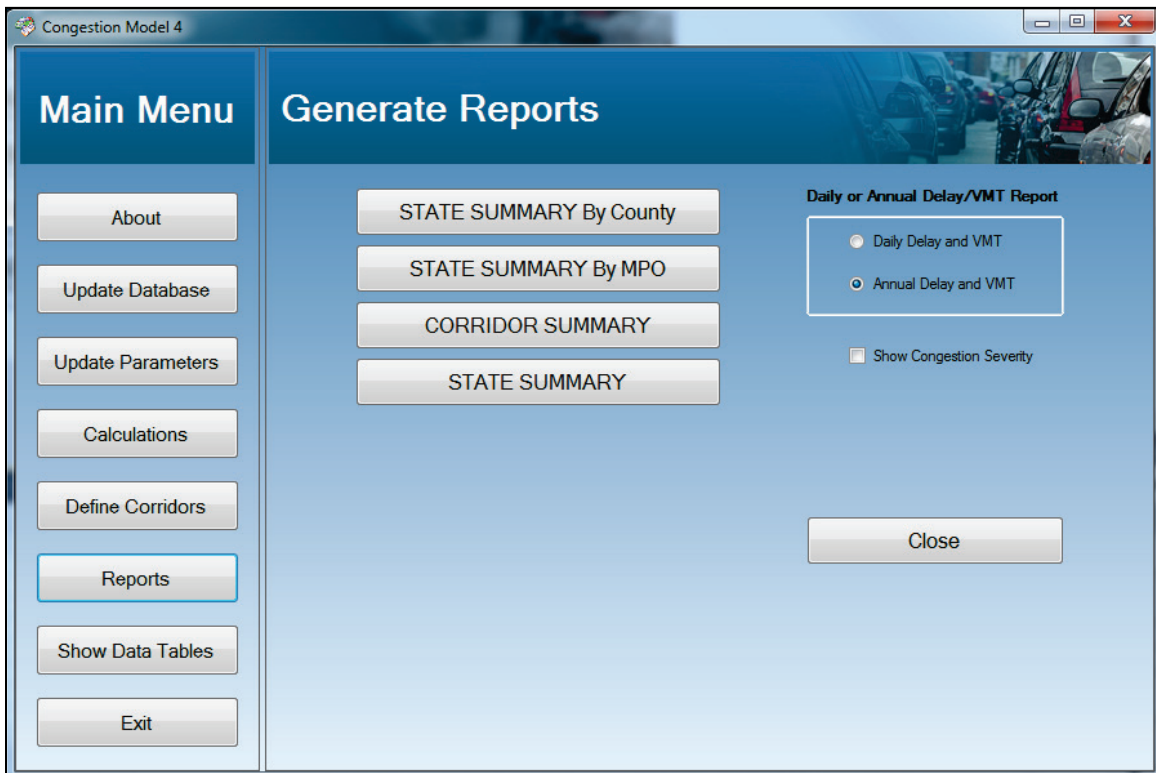 Congestion Model 4
Main Menu
About
Update Database
Update Parameters
Calculations
Define Corridors
Reports
Show Data Tables
Exit
Generate Reports
STATE SUMMARY By County
STATE SUMMARY By MPO
CORRIDOR SUMMARY
STATE SUMMARY
Daily or Annual Delay/VMT Report
Daily Delay and VMT
Annual Delay and VMT
Show Congestion Severity
Close